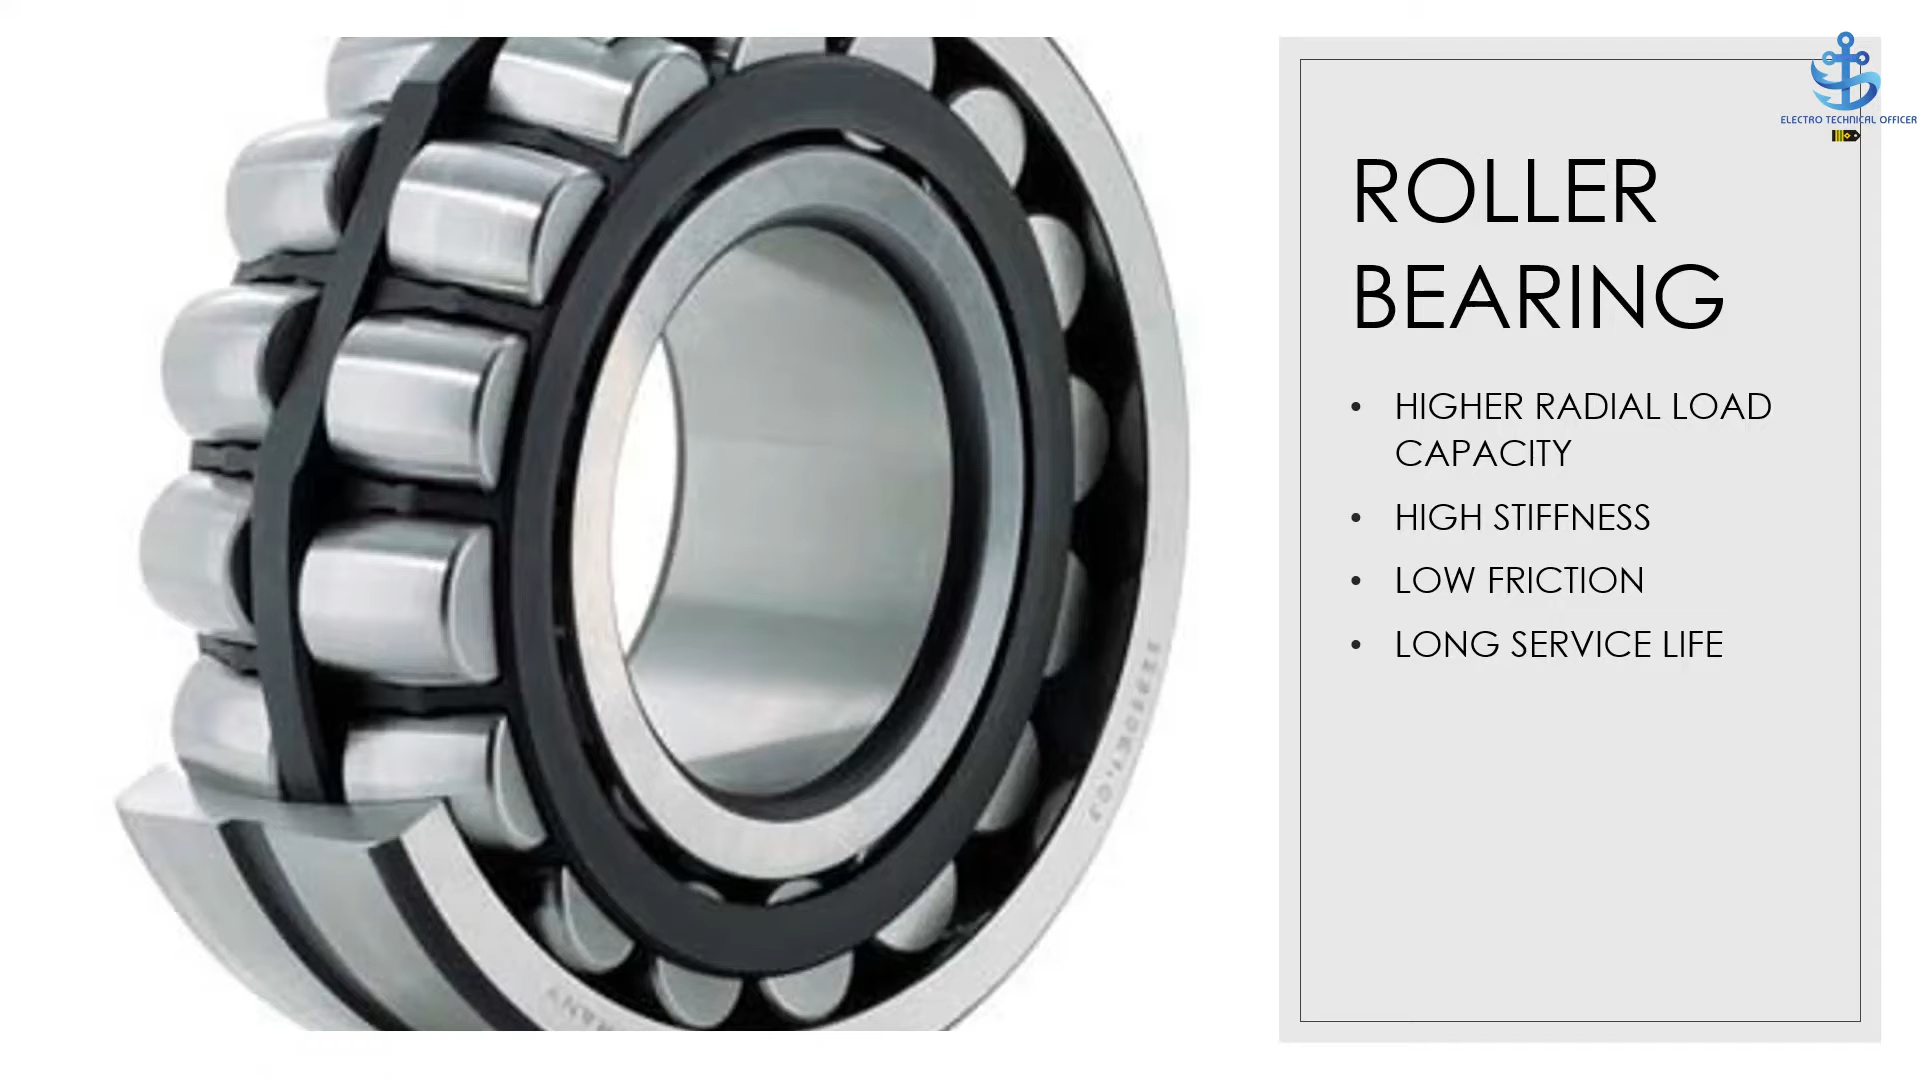 ELECTRO TECHNICAL OFFICER
ROLLER
BEARING
• HIGHER RADIAL LOAD
CAPACITY
• HIGH STIFFNESS
• LOW FRICTION
• LONG SERVICE LIFE